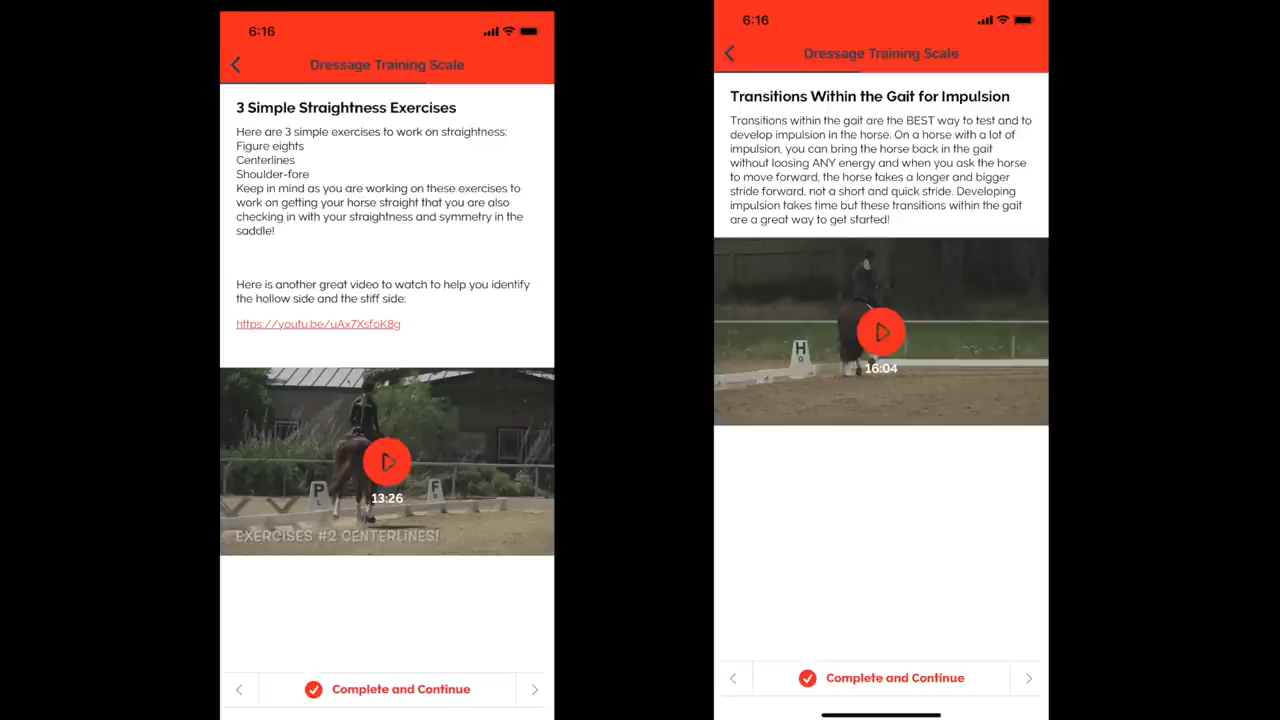 6:16
Dressage Training Scale
3 Simple Straightness Exercises
Here are 3 simple exercises to work on straightness:
Figure eights
Centerlines
Shoulder-fore
Keep in mind as you are working on these exercises to
work on getting your horse straight that you are also
checking in with your straightness and symmetry in the
saddle!
Here is another great video to watch to help you identify
the hollow side and the stiff side:
https://youtu.be/uAx7XsfoK8g
P
L
F
13:26
EXERCISES #2 CENTERLINES!
Complete and Continue
6:16
Dressage Training Scale
Transitions Within the Gait for Impulsion
Transitions within the gait are the BEST way to test and to
develop impulsion in the horse. On a horse with a lot of
impulsion, you can bring the horse back in the gait
without loosing ANY energy and when you ask the horse
to move forward, the horse takes a longer and bigger
stride forward, not a short and quick stride. Developing
impulsion takes time but these transitions within the gait
are a great way to get started!
H
G
16:04
Complete and Continue